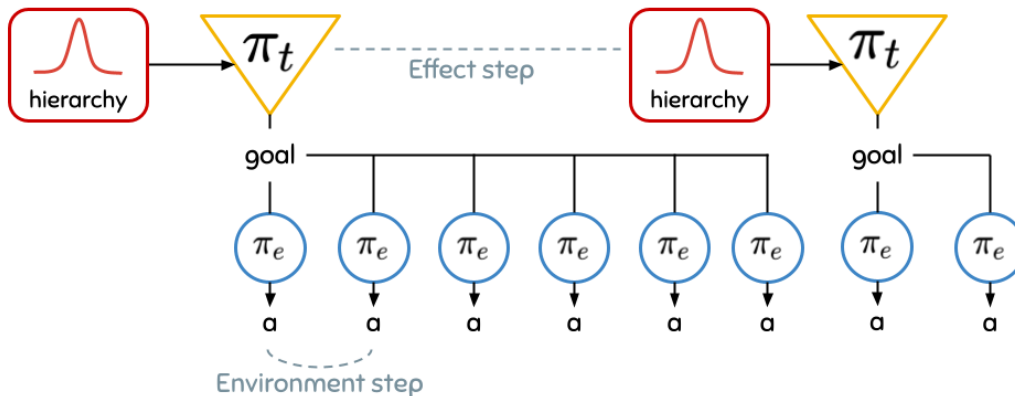 π_t
π_t
Effect step
hierarchy
hierarchy
goal
goal
π_e π_e π_e π_e π_e π_e π_e π_e
a a a a a a a a
Environment step